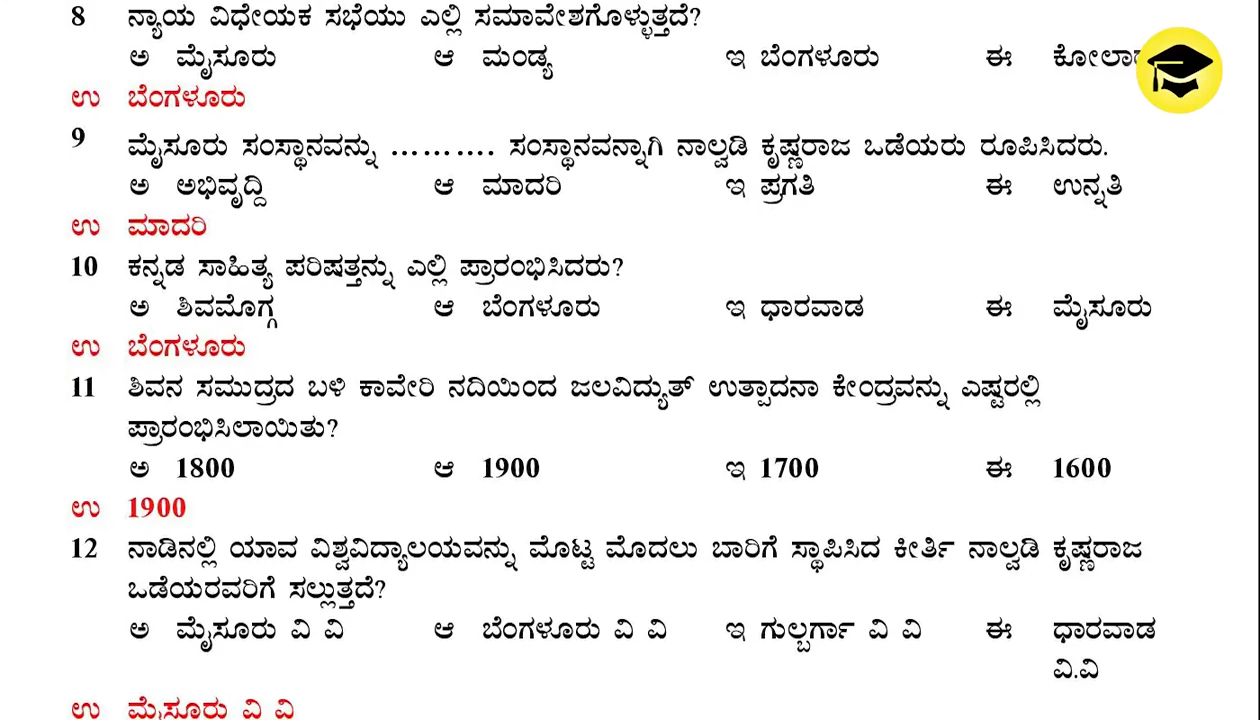 8 ನ್ಯಾಯ ವಿಧೇಯಕ ಸಭೆಯು ಎಲ್ಲಿ ಸಮಾವೇಶಗೊಳ್ಳುತ್ತದೆ?
ಅ ಮೈಸೂರು ಆ ಮಂಡ್ಯ ಇ ಬೆಂಗಳೂರು ಈ
ಉ ಬೆಂಗಳೂರು
9 ಮೈಸೂರು ಸಂಸ್ಥಾನವನ್ನು ………. ಸಂಸ್ಥಾನವನ್ನಾಗಿ ನಾಲ್ವಡಿ ಕೃಷ್ಣರಾಜ ಒಡೆಯರು ರೂಪಿಸಿದರು.
ಅ ಅಭಿವೃದ್ದಿ ಆ ಮಾದರಿ ಇ ಪ್ರಗತಿ ಈ ಉನ್ನತಿ
ಉ ಮಾದರಿ
10 ಕನ್ನಡ ಸಾಹಿತ್ಯ ಪರಿಷತ್ತನ್ನು ಎಲ್ಲಿ ಪ್ರಾರಂಭಿಸಿದರು?
ಅ ಶಿವಮೊಗ್ಗ ಆ ಬೆಂಗಳೂರು ಇ ಧಾರವಾಡ ಈ ಮೈಸೂರು
ಉ ಬೆಂಗಳೂರು
11 ಶಿವನ ಸಮುದ್ರದ ಬಳಿ ಕಾವೇರಿ ನದಿಯಿಂದ ಜಲವಿದ್ಯುತ್ ಉತ್ಪಾದನಾ ಕೇಂದ್ರವನ್ನು ಎಷ್ಟರಲ್ಲಿ
ಪ್ರಾರಂಭಿಸಿಲಾಯಿತು?
ಅ 1800 ಆ 1900 ಇ 1700 ಈ 1600
ಉ 1900
12 ನಾಡಿನಲ್ಲಿ ಯಾವ ವಿಶ್ವವಿದ್ಯಾಲಯವನ್ನು ಮೊಟ್ಟ ಮೊದಲು ಬಾರಿಗೆ ಸ್ಥಾಪಿಸಿದ ಕೀರ್ತಿ ನಾಲ್ವಡಿ ಕೃಷ್ಣರಾಜ
ಒಡೆಯರವರಿಗೆ ಸಲ್ಲುತ್ತದೆ?
ಅ ಮೈಸೂರು ವಿ ವಿ ಆ ಬೆಂಗಳೂರು ವಿ ವಿ ಇ ಗುಲ್ಬರ್ಗಾ ವಿ ವಿ ಈ ಧಾರವಾಡ
ವಿ.ವಿ
ಉ ಮೈಸೂರು ವಿ ವಿ